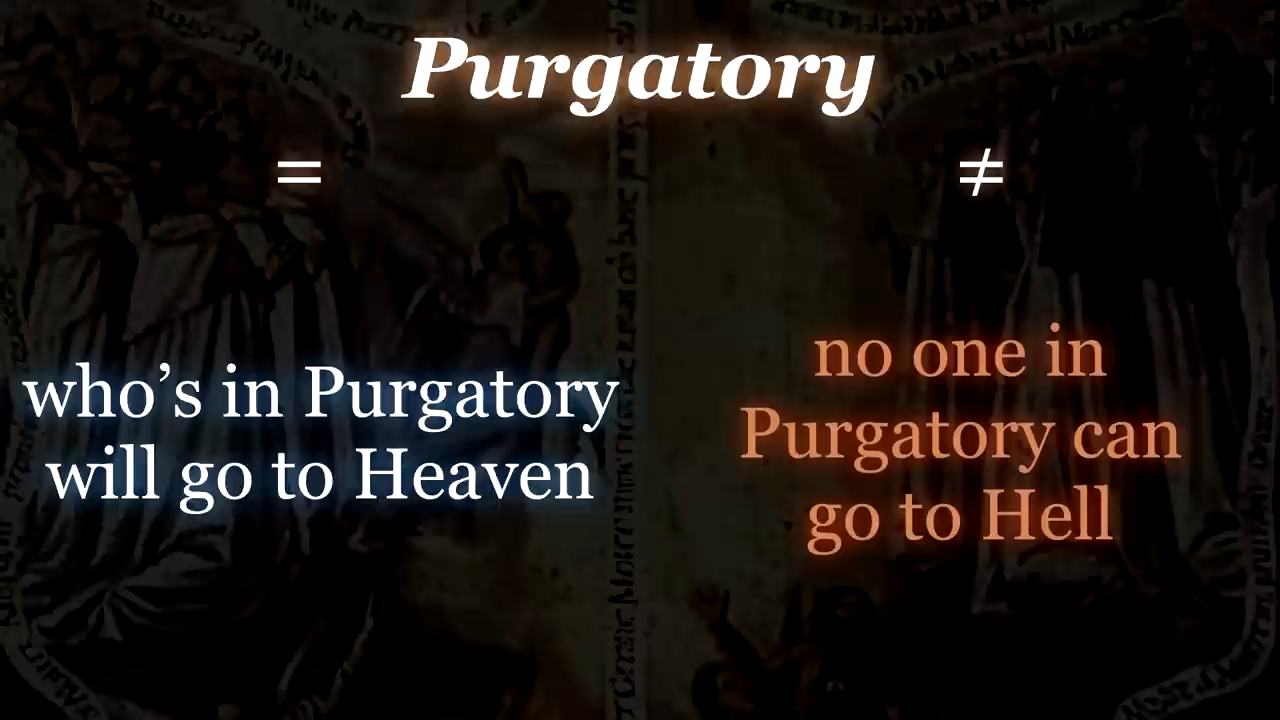 Purgatory
=
≠
who's in Purgatory
will go to Heaven
no one in
Purgatory can
go to Hell